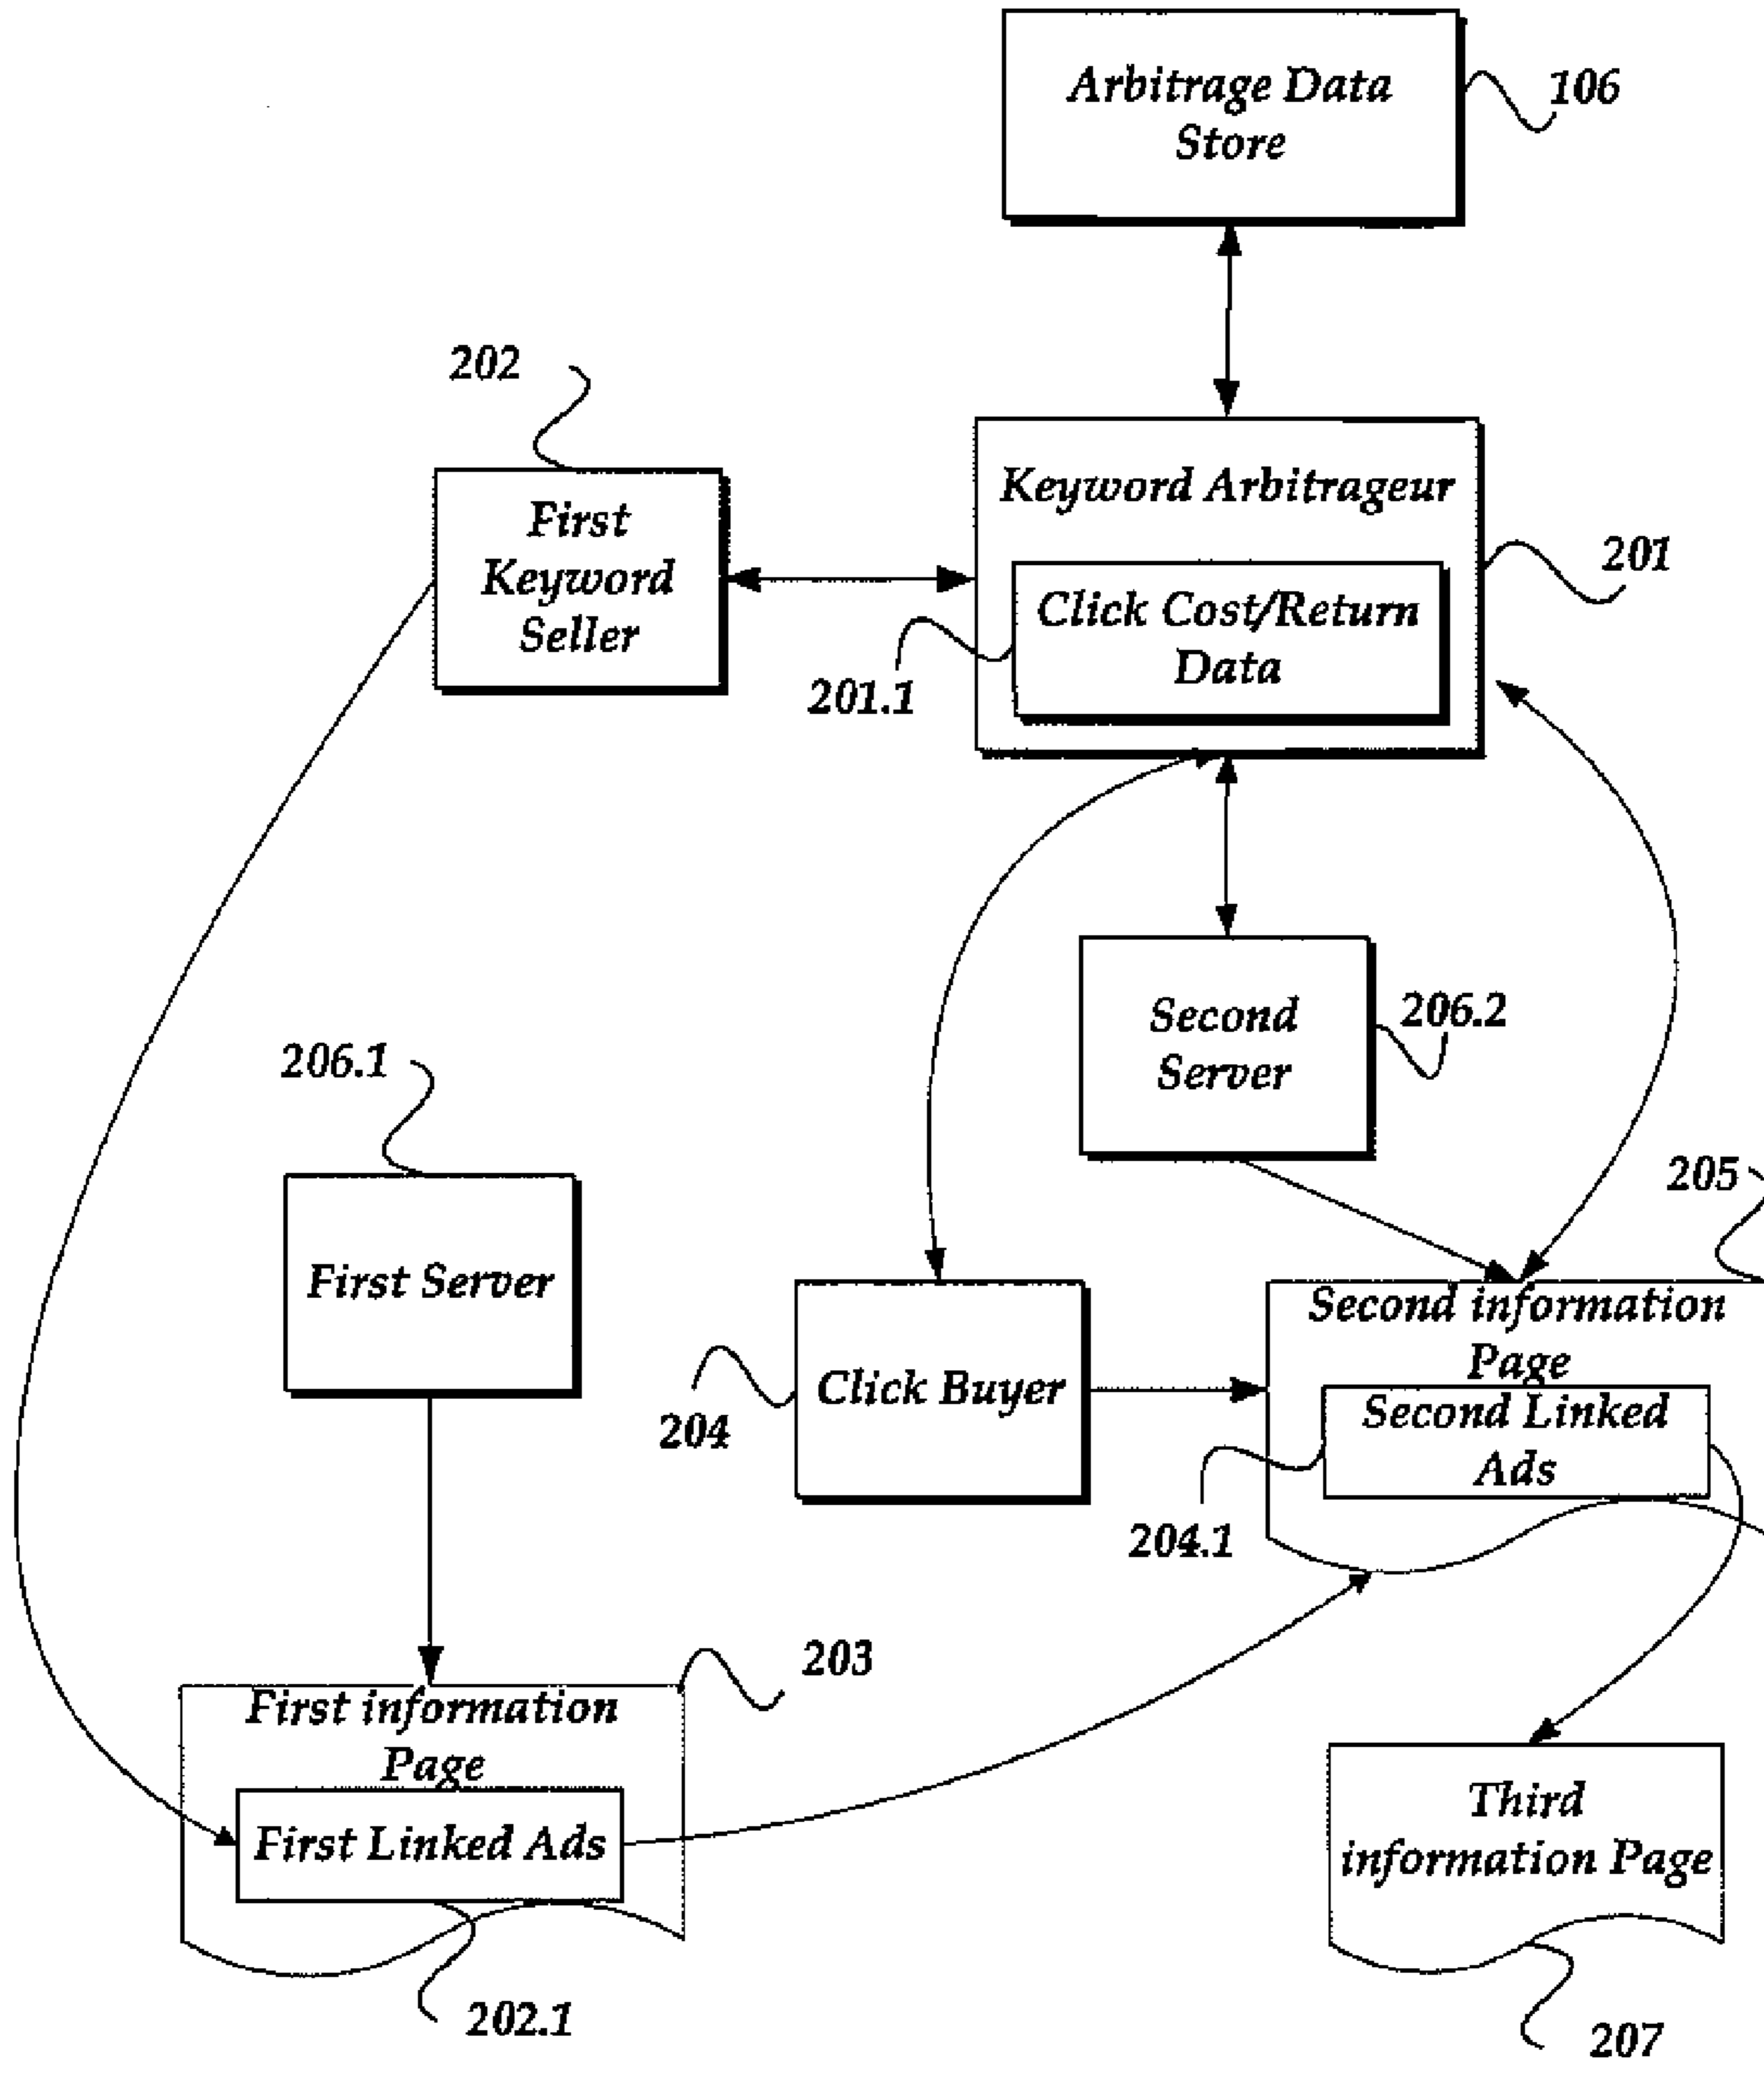 Arbitrage Data
Store
106
202
First
Keyword
Seller
Keyword Arbitrageur
201
Click Cost/Return
Data
201.1
Second
Server
206.2
206.1
First Server
205
Second information
Page
Click Buyer
204
Second Linked
Ads
204.1
203
First information
Page
First Linked Ads
202.1
Third
information Page
207